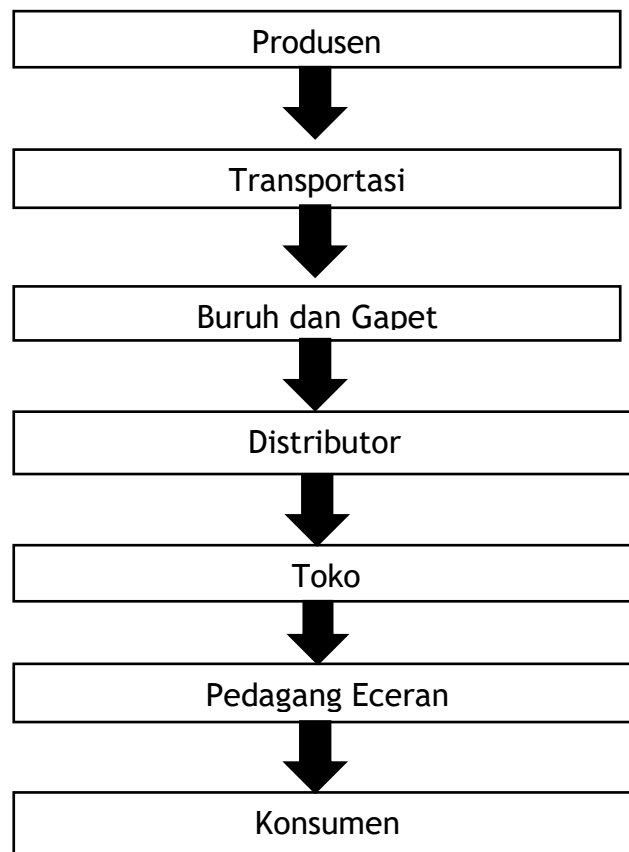 Produsen
Transportasi
Buruh dan Gapet
Distributor
Toko
Pedagang Eceran
Konsumen